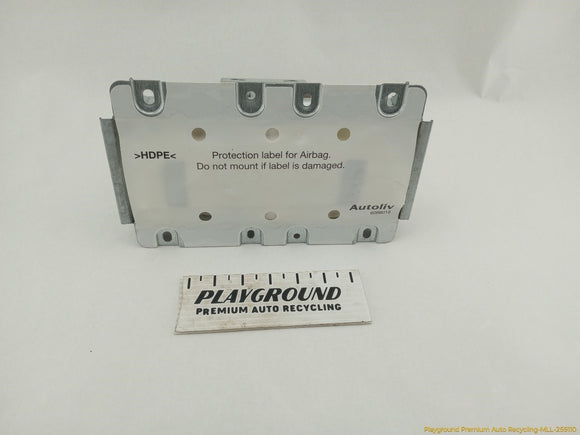 >HDPE<
Protection label for Airbag.
Do not mount if label is damaged.
Autoliv
PLAYGROUND
PREMIUM AUTO RECYCLING
Playground Premium Auto Recycling-MLL-255110